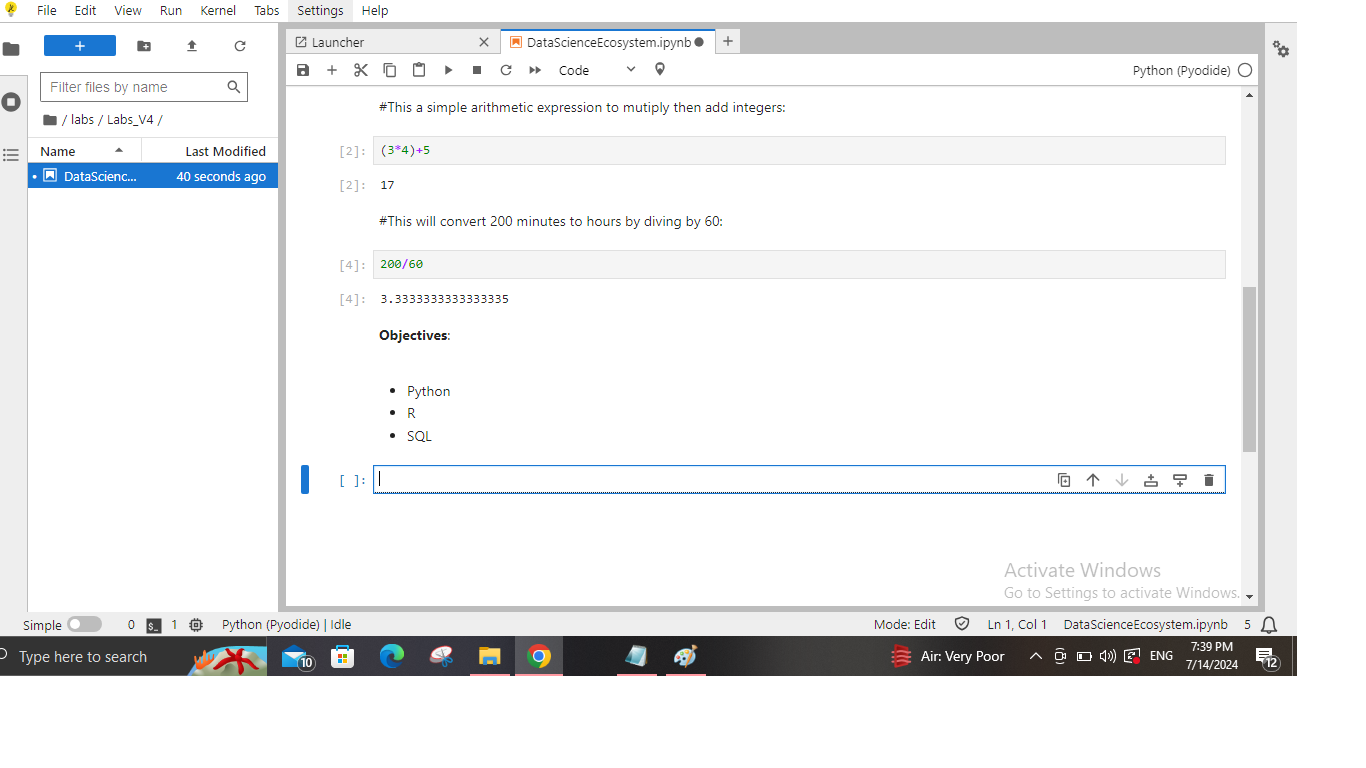 File Edit View Run Kernel Tabs Settings Help
+
Launcher
DataScienceEcosystem.ipynb
+
Filter files by name
/ labs / Labs_V4 /
Name Last Modified
DataScienc... 40 seconds ago
Code
Python (Pyodide)
#This a simple arithmetic expression to mutiply then add integers:
[2]: (3*4)+5
[2]: 17
#This will convert 200 minutes to hours by diving by 60:
[4]: 200/60
[4]: 3.3333333333333335
Objectives:
• Python
• R
• SQL
[ ]:
Activate Windows
Go to Settings to activate Windows.
Simple 0 $_ 1 Python (Pyodide) | Idle Mode: Edit Ln 1, Col 1 DataScienceEcosystem.ipynb 5
Type here to search
10
Air: Very Poor
ENG
7:39 PM
7/14/2024
12